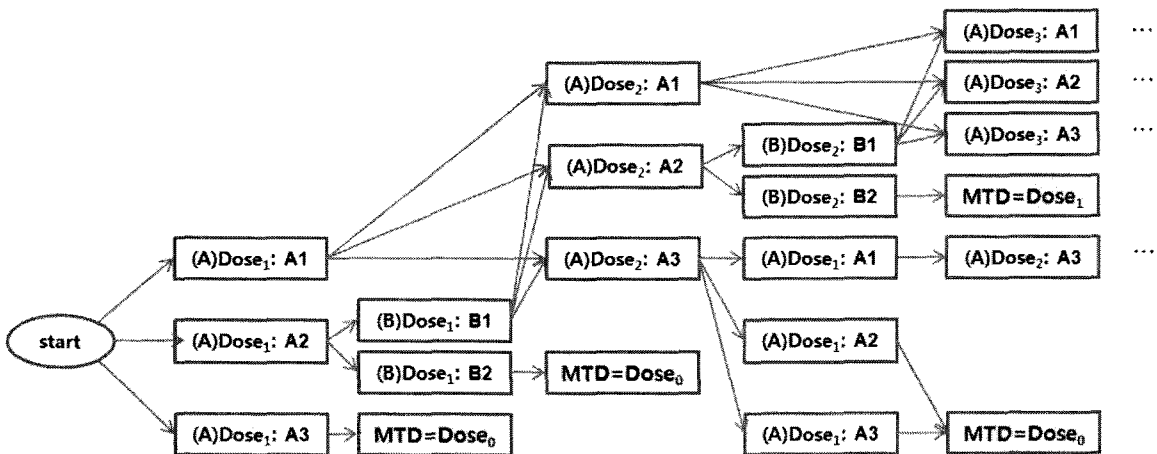 (A)Dose₃: A1 ...
(A)Dose₂: A1
(A)Dose₃: A2 ...
(A)Dose₃: A3 ...
(B)Dose₂: B1
(A)Dose₂: A2
(B)Dose₂: B2
MTD=Dose₁
(A)Dose₁: A1
(A)Dose₂: A3
(A)Dose₁: A1
(A)Dose₂: A3 ...
(B)Dose₁: B1
start
(A)Dose₁: A2
(A)Dose₁: A2
(B)Dose₁: B2
MTD=Dose₀
(A)Dose₁: A3
MTD=Dose₀
(A)Dose₁: A3
MTD=Dose₀